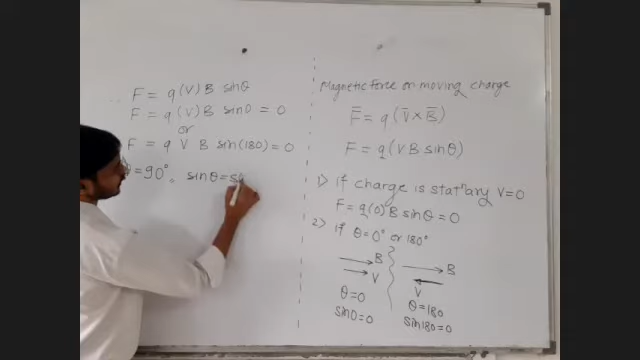 Magnetic Force on moving charge
F̅ = q(V̅ × B̅)
F = q(VB sinθ)
1) If charge is stationary V=0
F = q(0) B sinθ = 0
2) If θ=0° or 180°
B
V
θ=0
sin0=0
B
V
θ=180
sin180=0
F = q(V) B sinθ
F = q(V) B sin0 = 0
or
F = q V B sin(180) = 0
θ=90°, sinθ=si